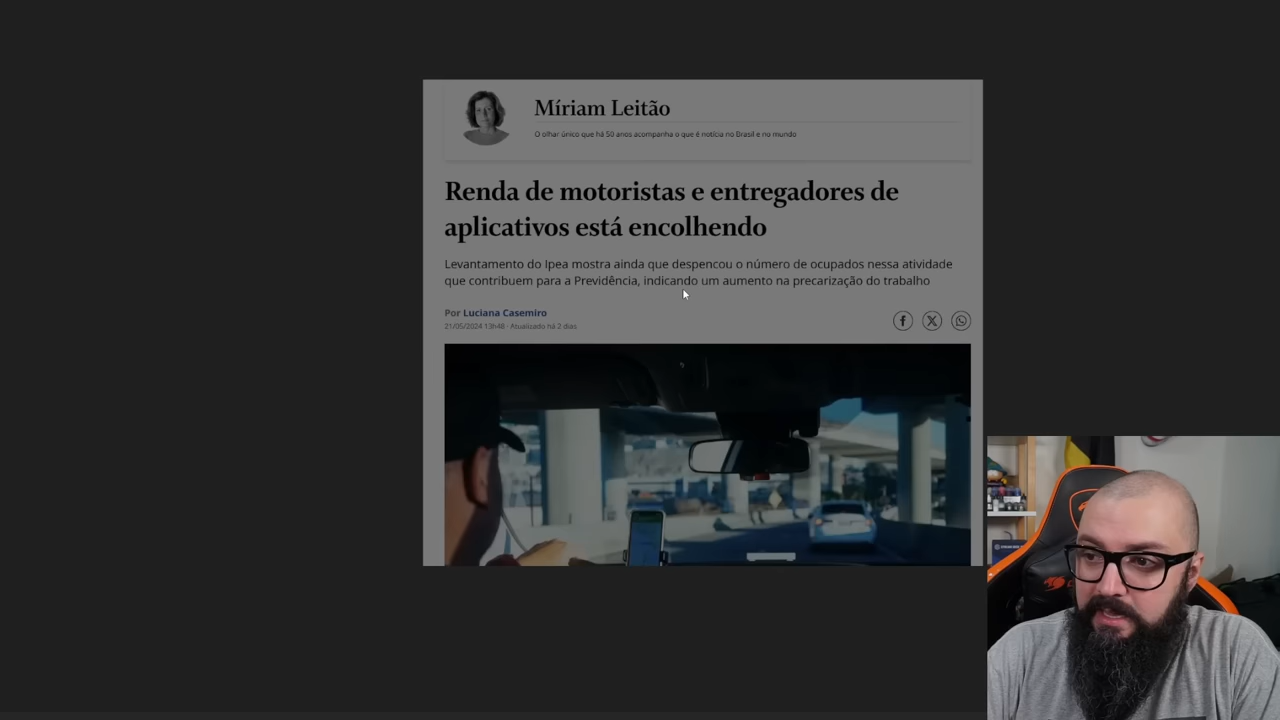 Míriam Leitão
O olhar único que há 50 anos acompanha o que é notícia no Brasil e no mundo
Renda de motoristas e entregadores de
aplicativos está encolhendo
Levantamento do Ipea mostra ainda que despencou o número de ocupados nessa atividade
que contribuem para a Previdência, indicando um aumento na precarização do trabalho
Por Luciana Casemiro
21/05/2024 13h48 · Atualizado há 2 dias